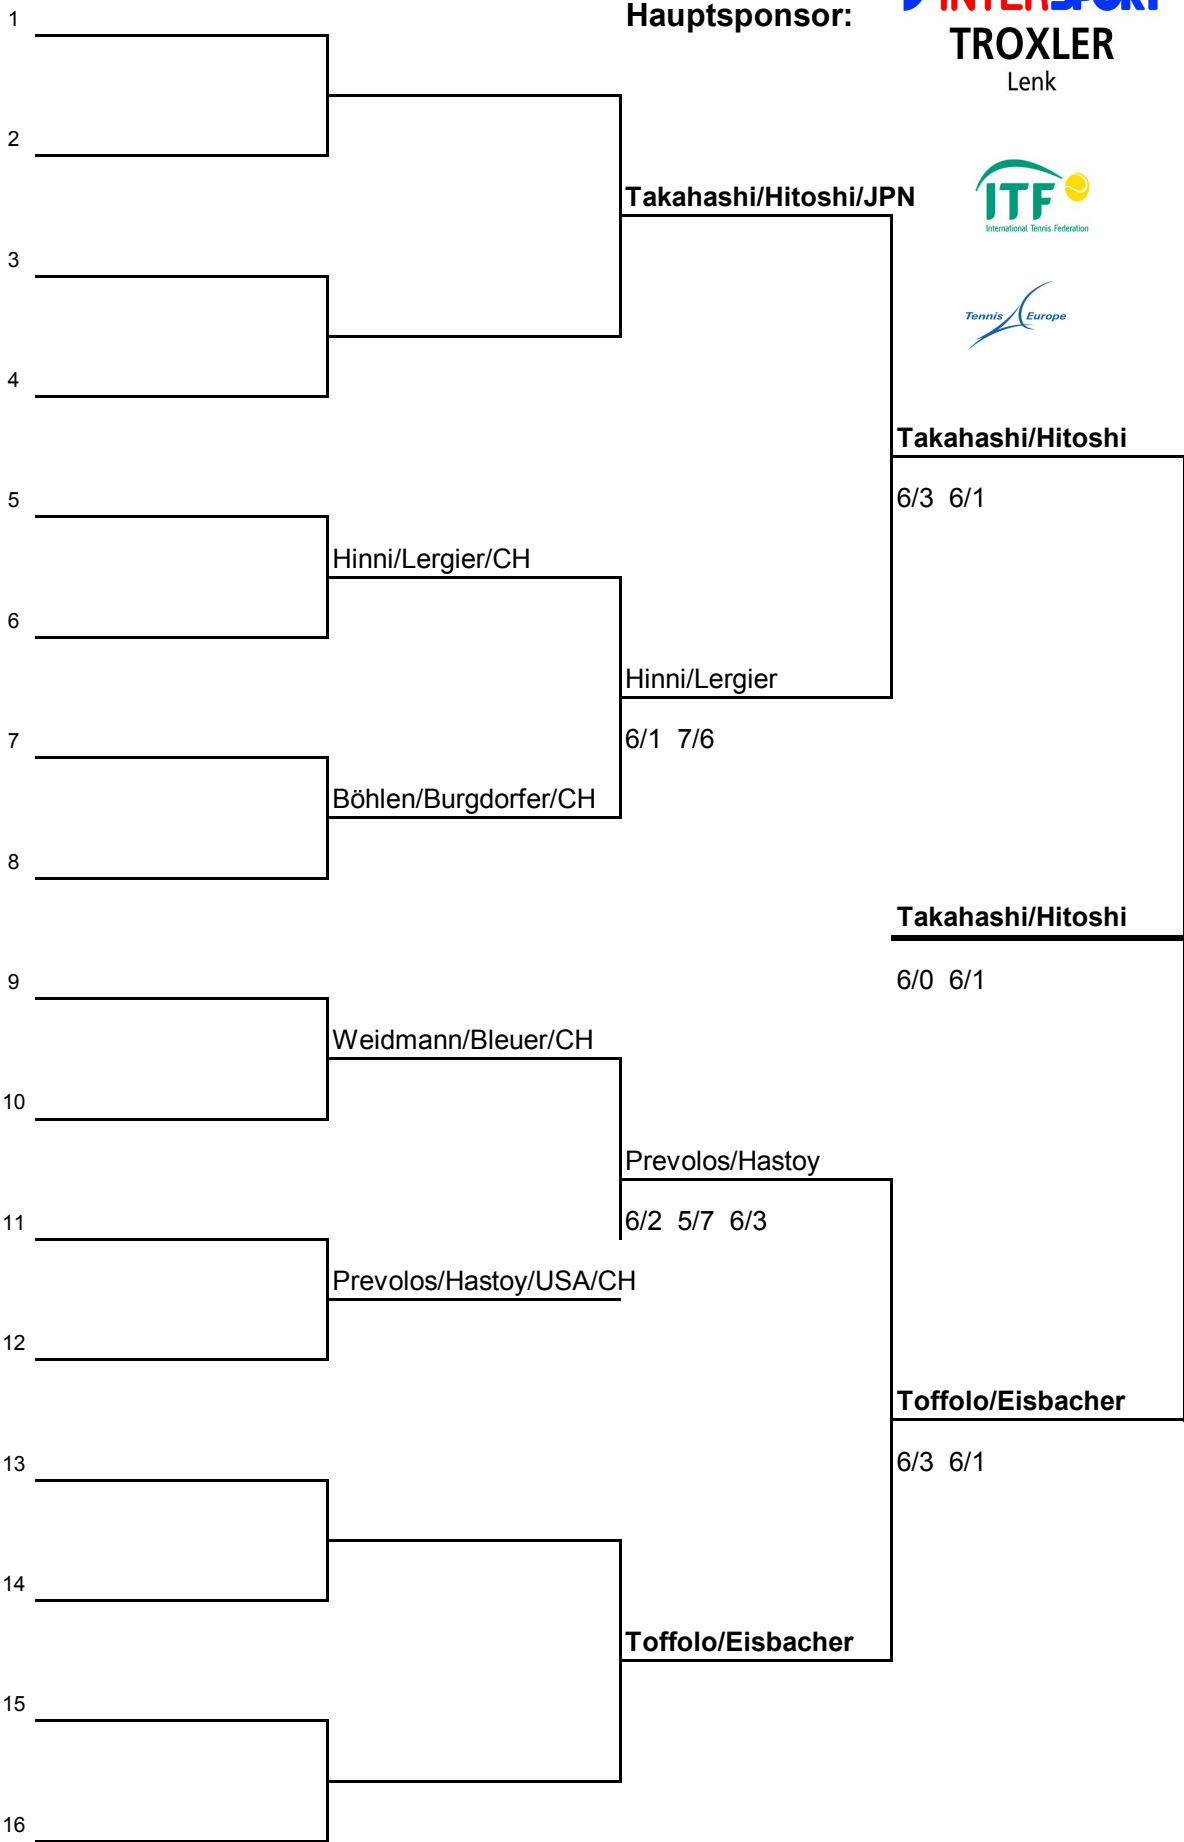 1
Hauptsponsor:
INTERSPORT
TROXLER
Lenk
2
ITF
International Tennis Federation
Takahashi/Hitoshi/JPN
3
Tennis Europe
4
Takahashi/Hitoshi
5
6/3 6/1
Hinni/Lergier/CH
6
Hinni/Lergier
7
6/1 7/6
Böhlen/Burgdorfer/CH
8
Takahashi/Hitoshi
9
6/0 6/1
Weidmann/Bleuer/CH
10
Prevolos/Hastoy
11
6/2 5/7 6/3
Prevolos/Hastoy/USA/CH
12
Toffolo/Eisbacher
13
6/3 6/1
14
Toffolo/Eisbacher
15
16